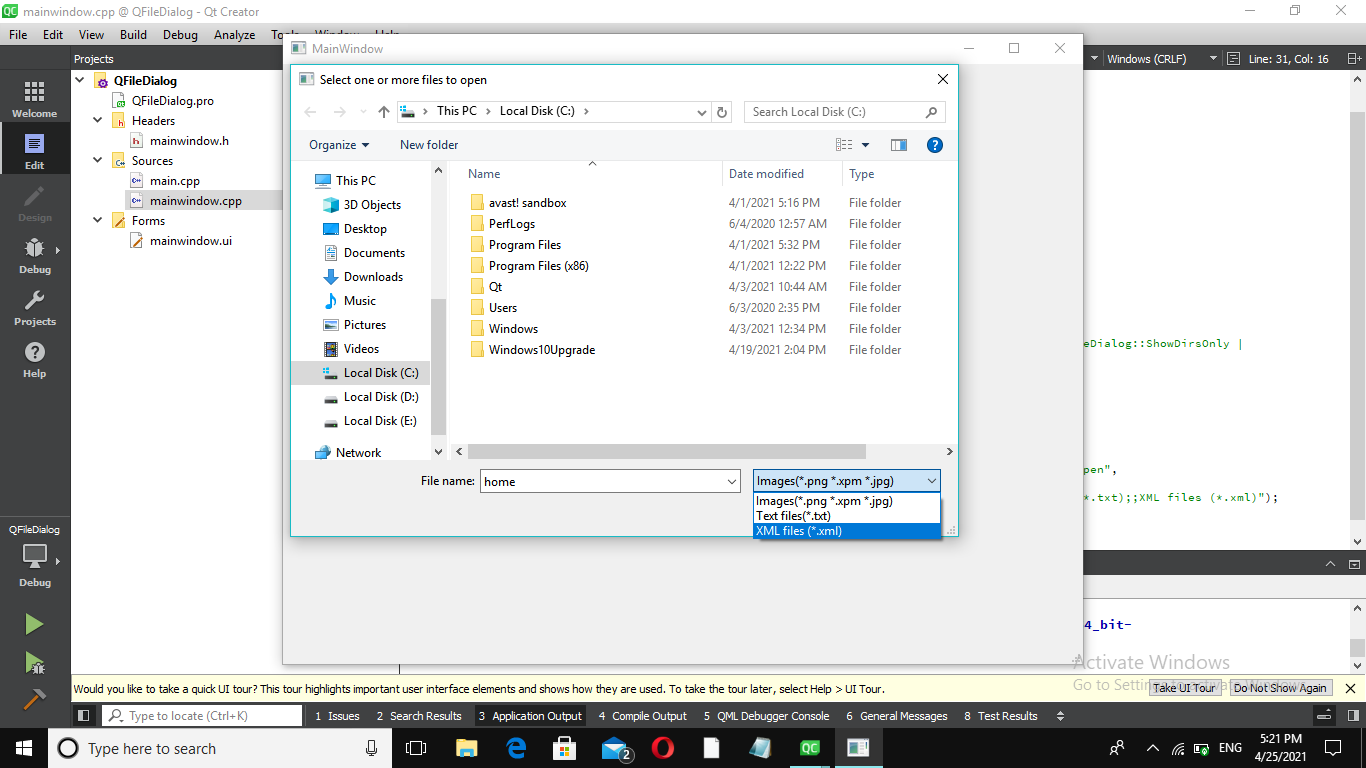 mainwindow.cpp @ QFileDialog - Qt Creator
File Edit View Build Debug Analyze
MainWindow
Projects
Windows (CRLF) Line: 31, Col: 16
Select one or more files to open
This PC Local Disk (C:)
Search Local Disk (C:)
Organize New folder
Welcome
Edit
Design
Debug
Projects
Help
QFileDialog
QFileDialog.pro
Headers
mainwindow.h
Sources
main.cpp
mainwindow.cpp
Forms
mainwindow.ui
This PC
3D Objects
Desktop
Documents
Downloads
Music
Pictures
Videos
Local Disk (C:)
Local Disk (D:)
Local Disk (E:)
Network
Name Date modified Type
avast! sandbox 4/1/2021 5:16 PM File folder
PerfLogs 6/4/2020 12:57 AM File folder
Program Files 4/1/2021 5:32 PM File folder
Program Files (x86) 4/1/2021 12:22 PM File folder
Qt 4/3/2021 10:44 AM File folder
Users 6/3/2020 2:35 PM File folder
Windows 4/3/2021 12:34 PM File folder
Windows10Upgrade 4/19/2021 2:04 PM File folder
eDialog::ShowDirsOnly |
pen",
*.txt);;XML files (*.xml)");
File name: home Images(*.png *.xpm *.jpg)
Images(*.png *.xpm *.jpg)
Text files(*.txt)
XML files (*.xml)
QFileDialog
Debug
4_bit-
Activate Windows
Would you like to take a quick UI tour? This tour highlights important user interface elements and shows how they are used. To take the tour later, select Help > UI Tour. Take UI Tour Do Not Show Again
Type to locate (Ctrl+K) 1 Issues 2 Search Results 3 Application Output 4 Compile Output 5 QML Debugger Console 6 General Messages 8 Test Results
Type here to search
2
QC
ENG
5:21 PM
4/25/2021